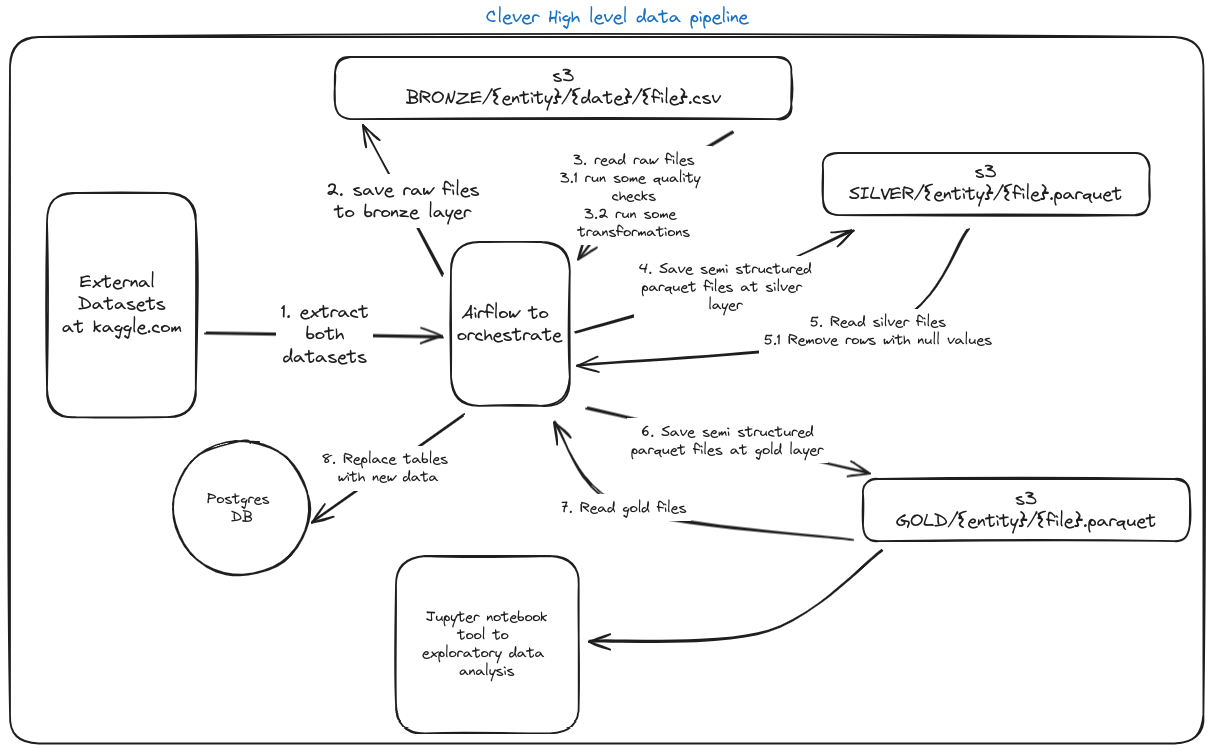 Clever High level data pipeline
s3
BRONZE/{entity}/{date}/{file}.csv
3. read raw files
3.1 run some quality
checks
3.2 run some
transformations
2. save raw files
to bronze layer
s3
SILVER/{entity}/{file}.parquet
External
Datasets
at kaggle.com
1. extract
both
datasets
Airflow to
orchestrate
4. Save semi structured
parquet files at silver
layer
5. Read silver files
5.1 Remove rows with null values
6. Save semi structured
parquet files at gold layer
8. Replace tables
with new data
Postgres
DB
7. Read gold files
s3
GOLD/{entity}/{file}.parquet
Jupyter notebook
tool to
exploratory data
analysis